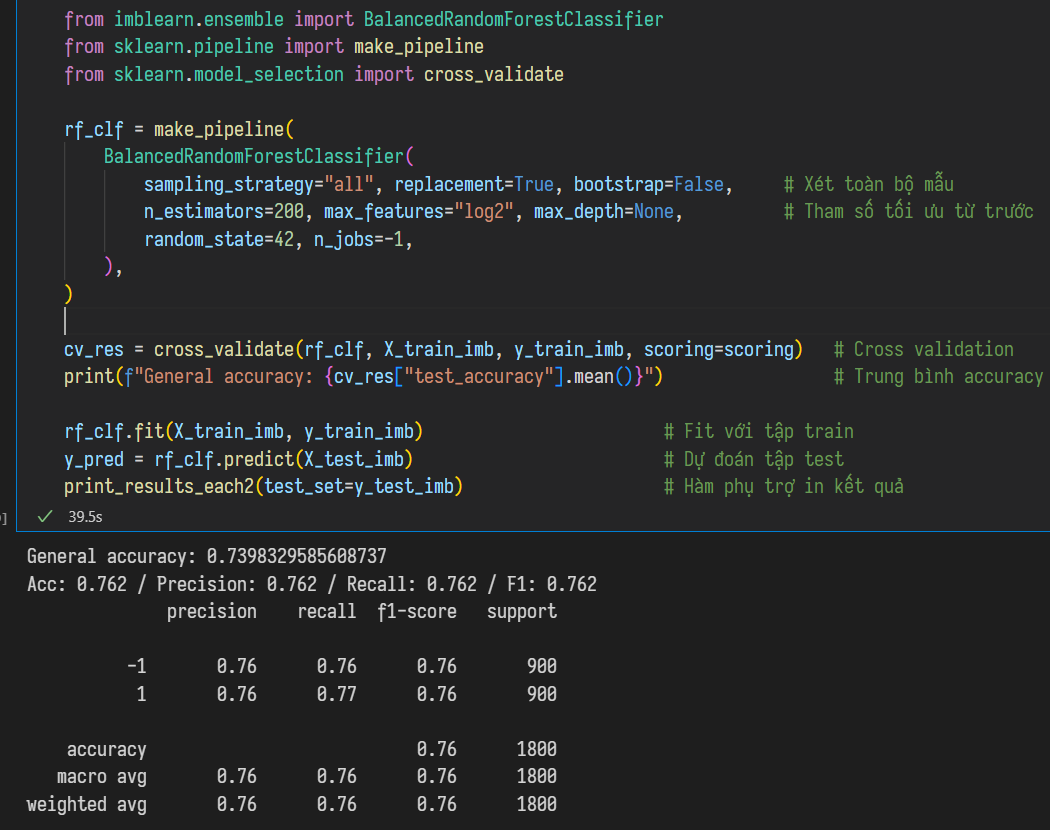 from imblearn.ensemble import BalancedRandomForestClassifier
from sklearn.pipeline import make_pipeline
from sklearn.model_selection import cross_validate
rf_clf = make_pipeline(
BalancedRandomForestClassifier(
sampling_strategy="all", replacement=True, bootstrap=False, # Xét toàn bộ mẫu
n_estimators=200, max_features="log2", max_depth=None, # Tham số tối ưu từ trước
random_state=42, n_jobs=-1,
),
)
cv_res = cross_validate(rf_clf, X_train_imb, y_train_imb, scoring=scoring) # Cross validation
print(f"General accuracy: {cv_res["test_accuracy"].mean()}") # Trung bình accuracy
rf_clf.fit(X_train_imb, y_train_imb) # Fit với tập train
y_pred = rf_clf.predict(X_test_imb) # Dự đoán tập test
print_results_each2(test_set=y_test_imb) # Hàm phụ trợ in kết quả
] ✓ 39.5s
General accuracy: 0.7398329585608737
Acc: 0.762 / Precision: 0.762 / Recall: 0.762 / F1: 0.762
precision recall f1-score support
-1 0.76 0.76 0.76 900
1 0.76 0.77 0.76 900
accuracy 0.76 1800
macro avg 0.76 0.76 0.76 1800
weighted avg 0.76 0.76 0.76 1800